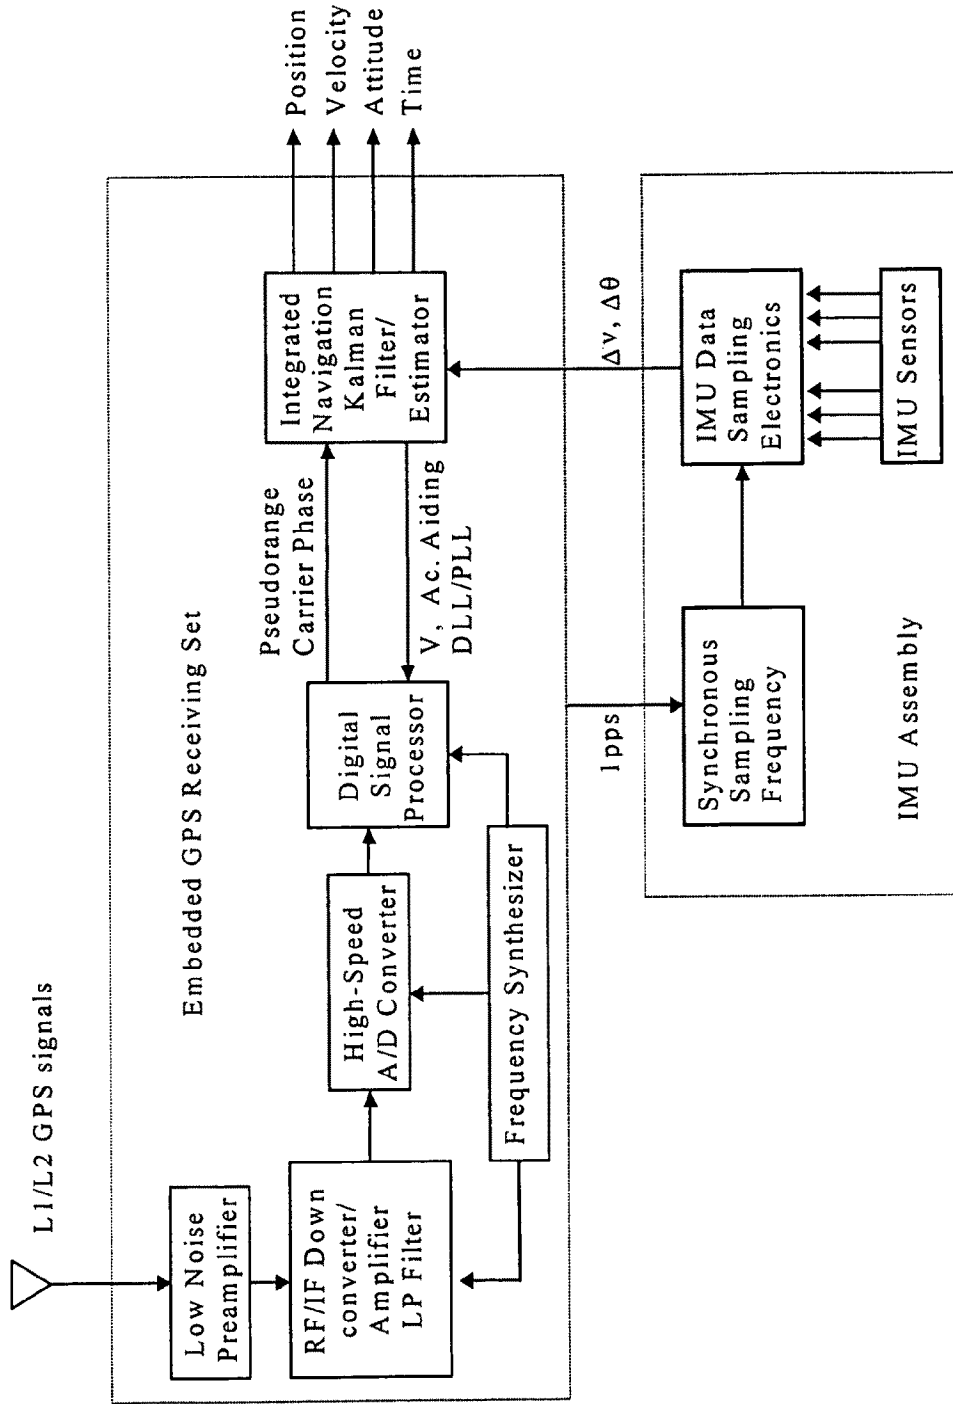 L1/L2 GPS signals
Embedded GPS Receiving Set
Low Noise
Preamplifier
RF/IF Down
converter/
Amplifier
LP Filter
High-Speed
A/D Converter
Digital
Signal
Processor
Frequency Synthesizer
Pseudorange
Carrier Phase
V, Ac. Aiding
DLL/PLL
Integrated
Navigation
Kalman
Filter/
Estimator
Position
Velocity
Attitude
Time
1pps
Δv, Δθ
Synchronous
Sampling
Frequency
IMU Data
Sampling
Electronics
IMU Sensors
IMU Assembly